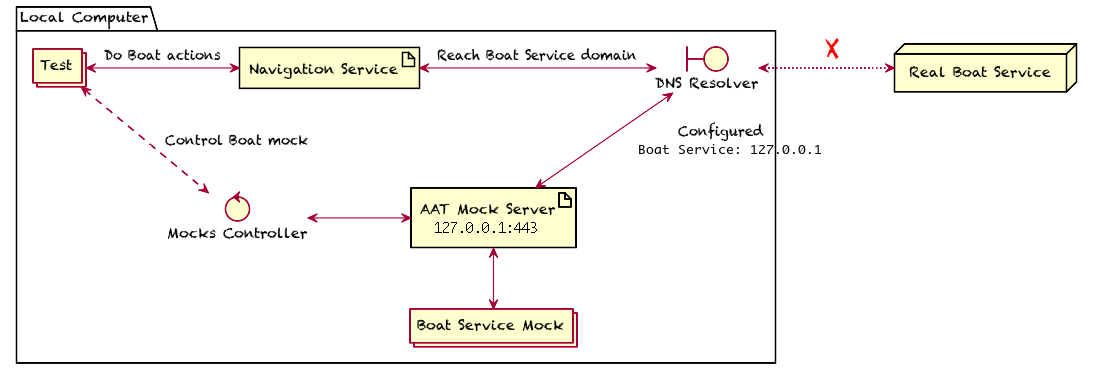 Local Computer
Test
Do Boat actions
Navigation Service
Reach Boat Service domain
DNS Resolver
X
Real Boat Service
Control Boat mock
Configured
Boat Service: 127.0.0.1
Mocks Controller
AAT Mock Server
127.0.0.1:443
Boat Service Mock